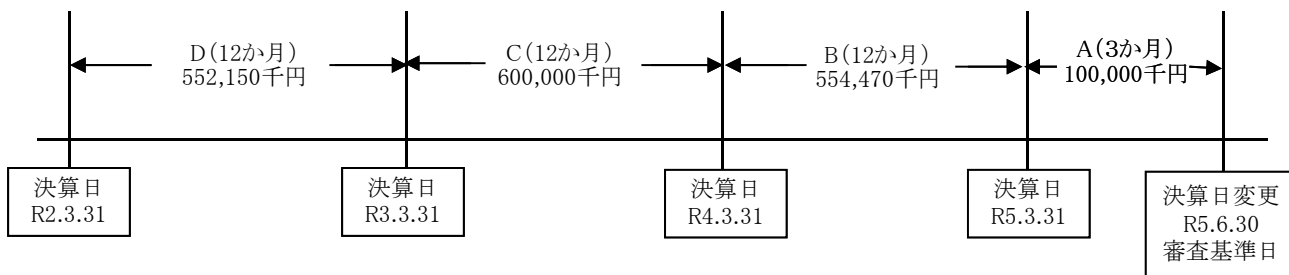 D(12か月)
552,150千円
C(12か月)
600,000千円
B(12か月)
554,470千円
A(3か月)
100,000千円
決算日
R2.3.31
決算日
R3.3.31
決算日
R4.3.31
決算日
R5.3.31
決算日変更
R5.6.30
審査基準日